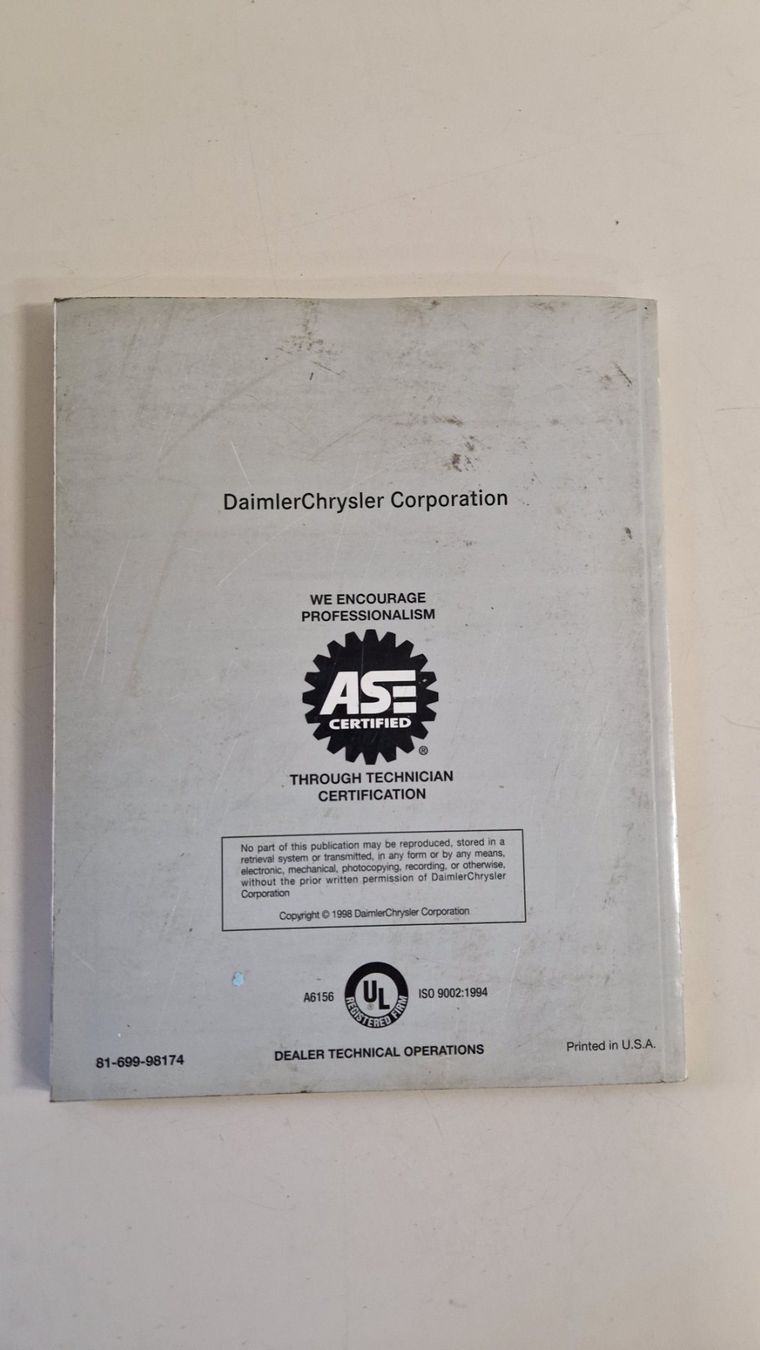 DaimlerChrysler Corporation
WE ENCOURAGE
PROFESSIONALISM
ASE
CERTIFIED
®
THROUGH TECHNICIAN
CERTIFICATION
No part of this publication may be reproduced, stored in a
retrieval system or transmitted, in any form or by any means,
electronic, mechanical, photocopying, recording, or otherwise,
without the prior written permission of DaimlerChrysler
Corporation
Copyright © 1998 DaimlerChrysler Corporation
A6156
UL
®
REGISTERED FIRM
ISO 9002:1994
81-699-98174
DEALER TECHNICAL OPERATIONS
Printed in U.S.A.